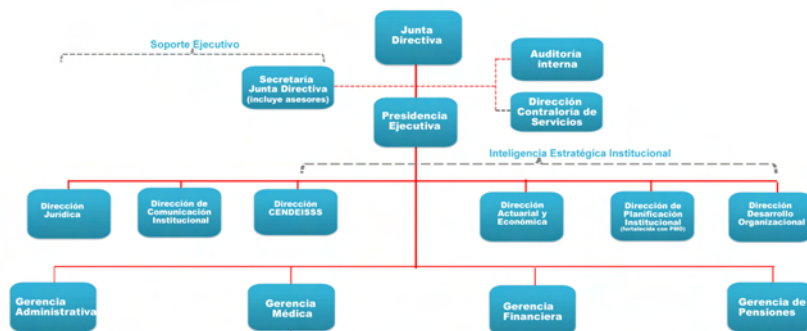 Junta
Directiva
Soporte Ejecutivo
Auditoría
interna
Secretaría
Junta Directiva
(incluye asesores)
Dirección
Contraloría de
Servicios
Presidencia
Ejecutiva
Inteligencia Estratégica Institucional
Dirección
Jurídica
Dirección de
Comunicación
Institucional
Dirección
CENDEISSS
Dirección
Actuarial y
Económica
Dirección de
Planificación
Institucional
(fortalecida con PMO)
Dirección
Desarrollo
Organizacional
Gerencia
Administrativa
Gerencia
Médica
Gerencia
Financiera
Gerencia de
Pensiones